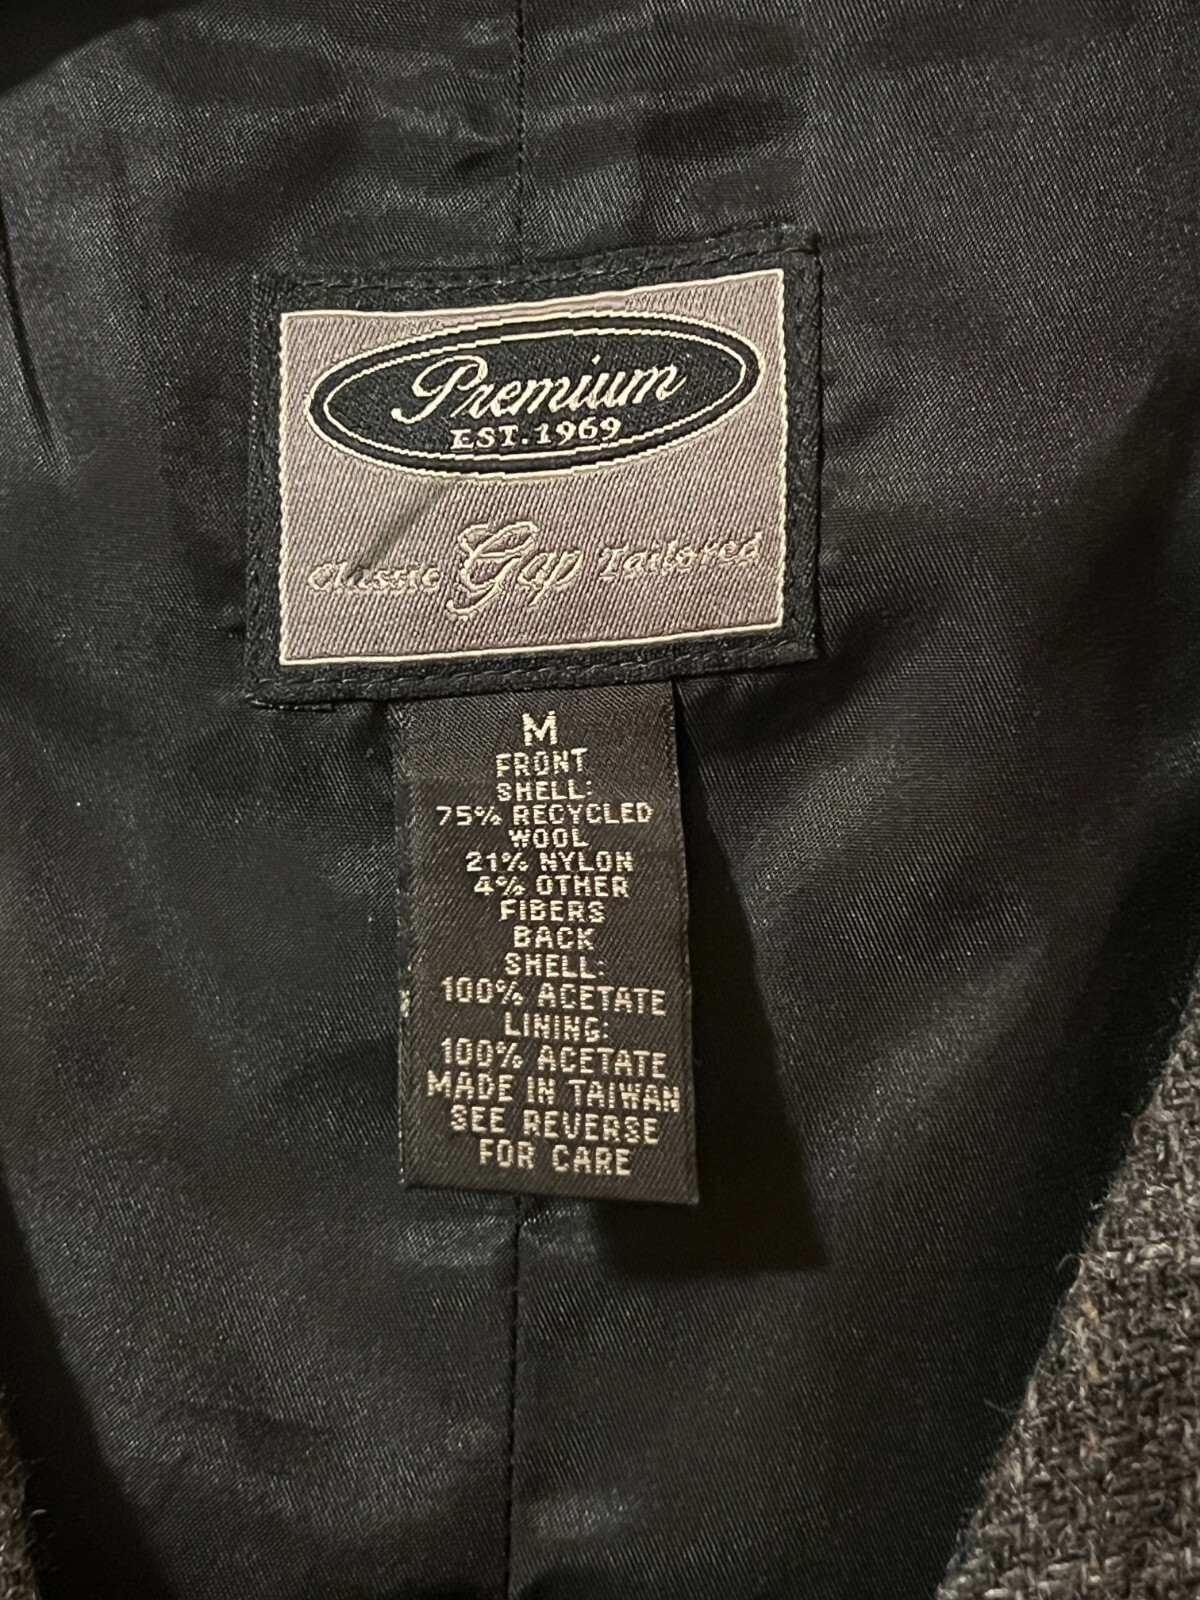 Premium
EST. 1969
Classic Gap Tailored
M
FRONT
SHELL:
75% RECYCLED
WOOL
21% NYLON
4% OTHER
FIBERS
BACK
SHELL:
100% ACETATE
LINING:
100% ACETATE
MADE IN TAIWAN
SEE REVERSE
FOR CARE